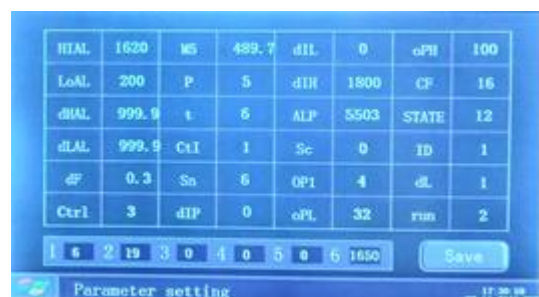 HIAL 1620 M5 489.7 dIL 0 oPH 100
LoAL 200 P 5 dIH 1800 CF 16
dHAL 999.9 t 6 ALP 5503 STATE 12
dLAL 999.9 CtI 1 Sc 0 ID 1
dF 0.3 Sn 6 OP1 4 dL 1
Ctrl 3 dIP 0 oPL 32 run 2
1 6 2 19 3 0 4 0 5 0 6 1650 Save
Parameter setting